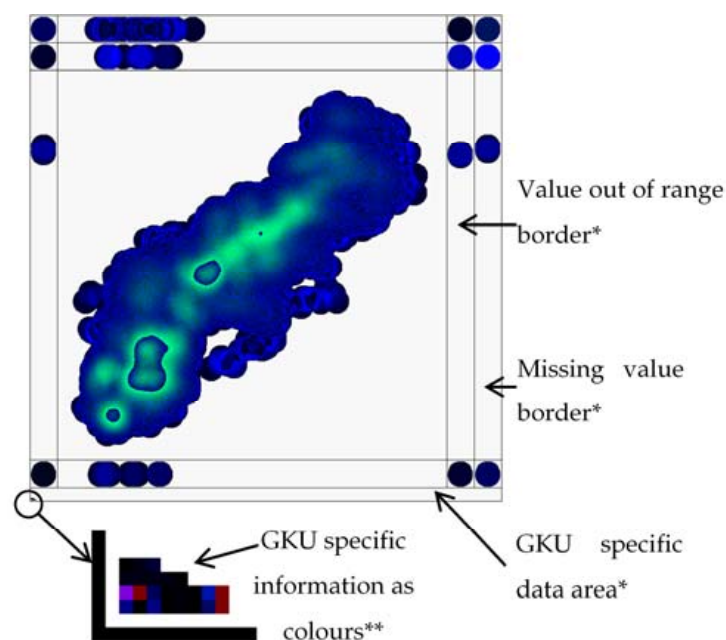 Value out of range
border*
Missing value
border*
GKU specific
data area*
GKU specific
information as
colours**